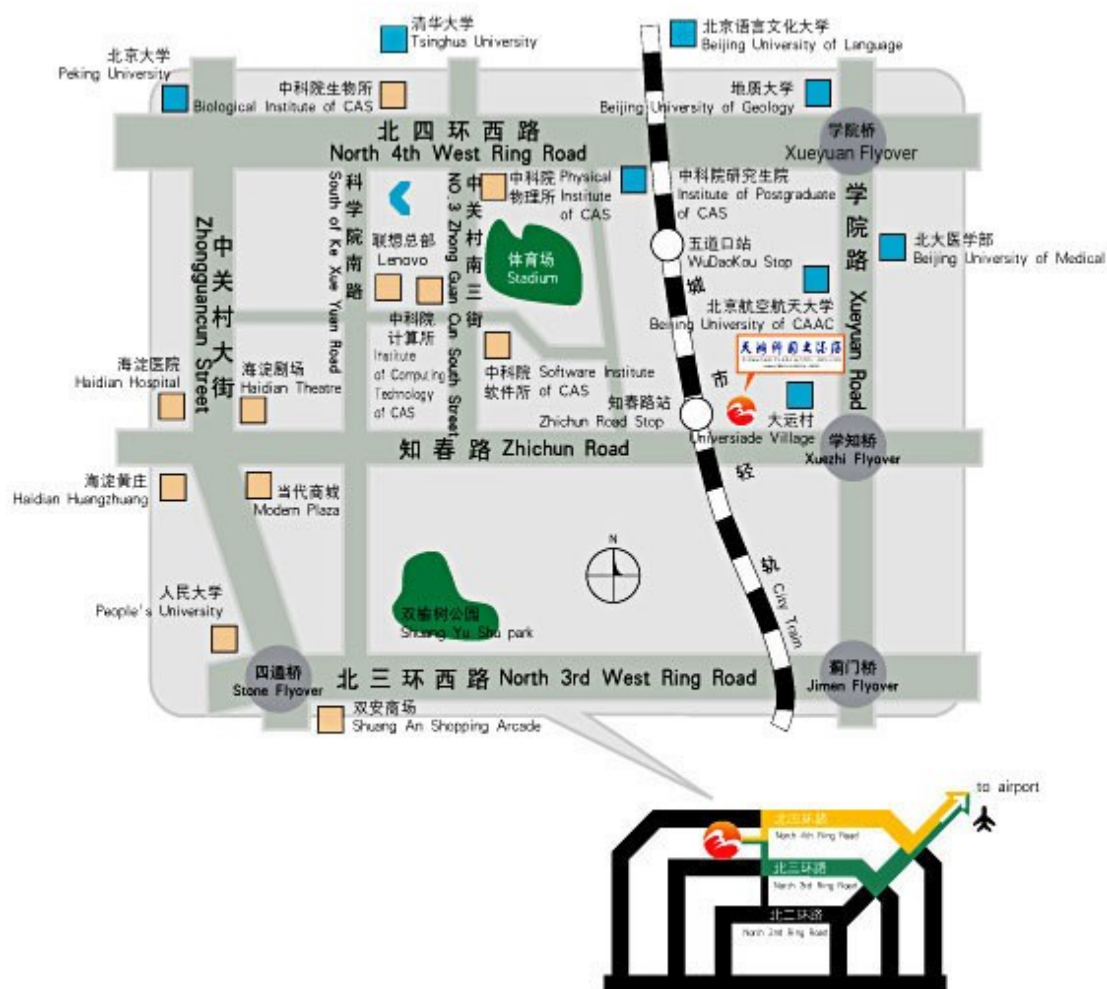 清华大学
Tsinghua University
北京语言文化大学
Beijing University of Language
北京大学
Peking University
中科院生物所
Biological Institute of CAS
地质大学
Beijing University of Geology
北四环西路
North 4th West Ring Road
学院桥
Xueyuan Flyover
中关村大街
Zhongguancun Street
科学院南路
South of Ke Xue Yuan Road
联想总部
Lenovo
中关村南三街
NO.3 Zhong Guan Cun South Street
中科院
物理所
Physical
Institute
of CAS
中科院研究生院
Institute of Postgraduate
of CAS
体育场
Stadium
五道口站
WuDaoKou Stop
学院路
Xueyuan Road
北大医学部
Beijing University of Medical
北京航空航天大学
Beijing University of CAAC
中科院
计算所
Institute
of Computing
Technology
of CAS
中科院
软件所
Software Institute
of CAS
海淀医院
Haidian Hospital
海淀剧场
Haidian Theatre
知春路站
Zhichun Road Stop
大运村
Universiade Village
知春路 Zhichun Road
学知桥
Xuezhi Flyover
海淀黄庄
Haidian Huangzhuang
当代商城
Modern Plaza
城市轻轨
City Train
N
人民大学
People's University
双榆树公园
Shuang Yu Shu park
四通桥
Stone Flyover
北三环西路 North 3rd West Ring Road
蓟门桥
Jimen Flyover
双安商场
Shuang An Shopping Arcade
to airport
北四环路
North 4th Ring Road
北三环路
North 3rd Ring Road
北二环路
North 2nd Ring Road